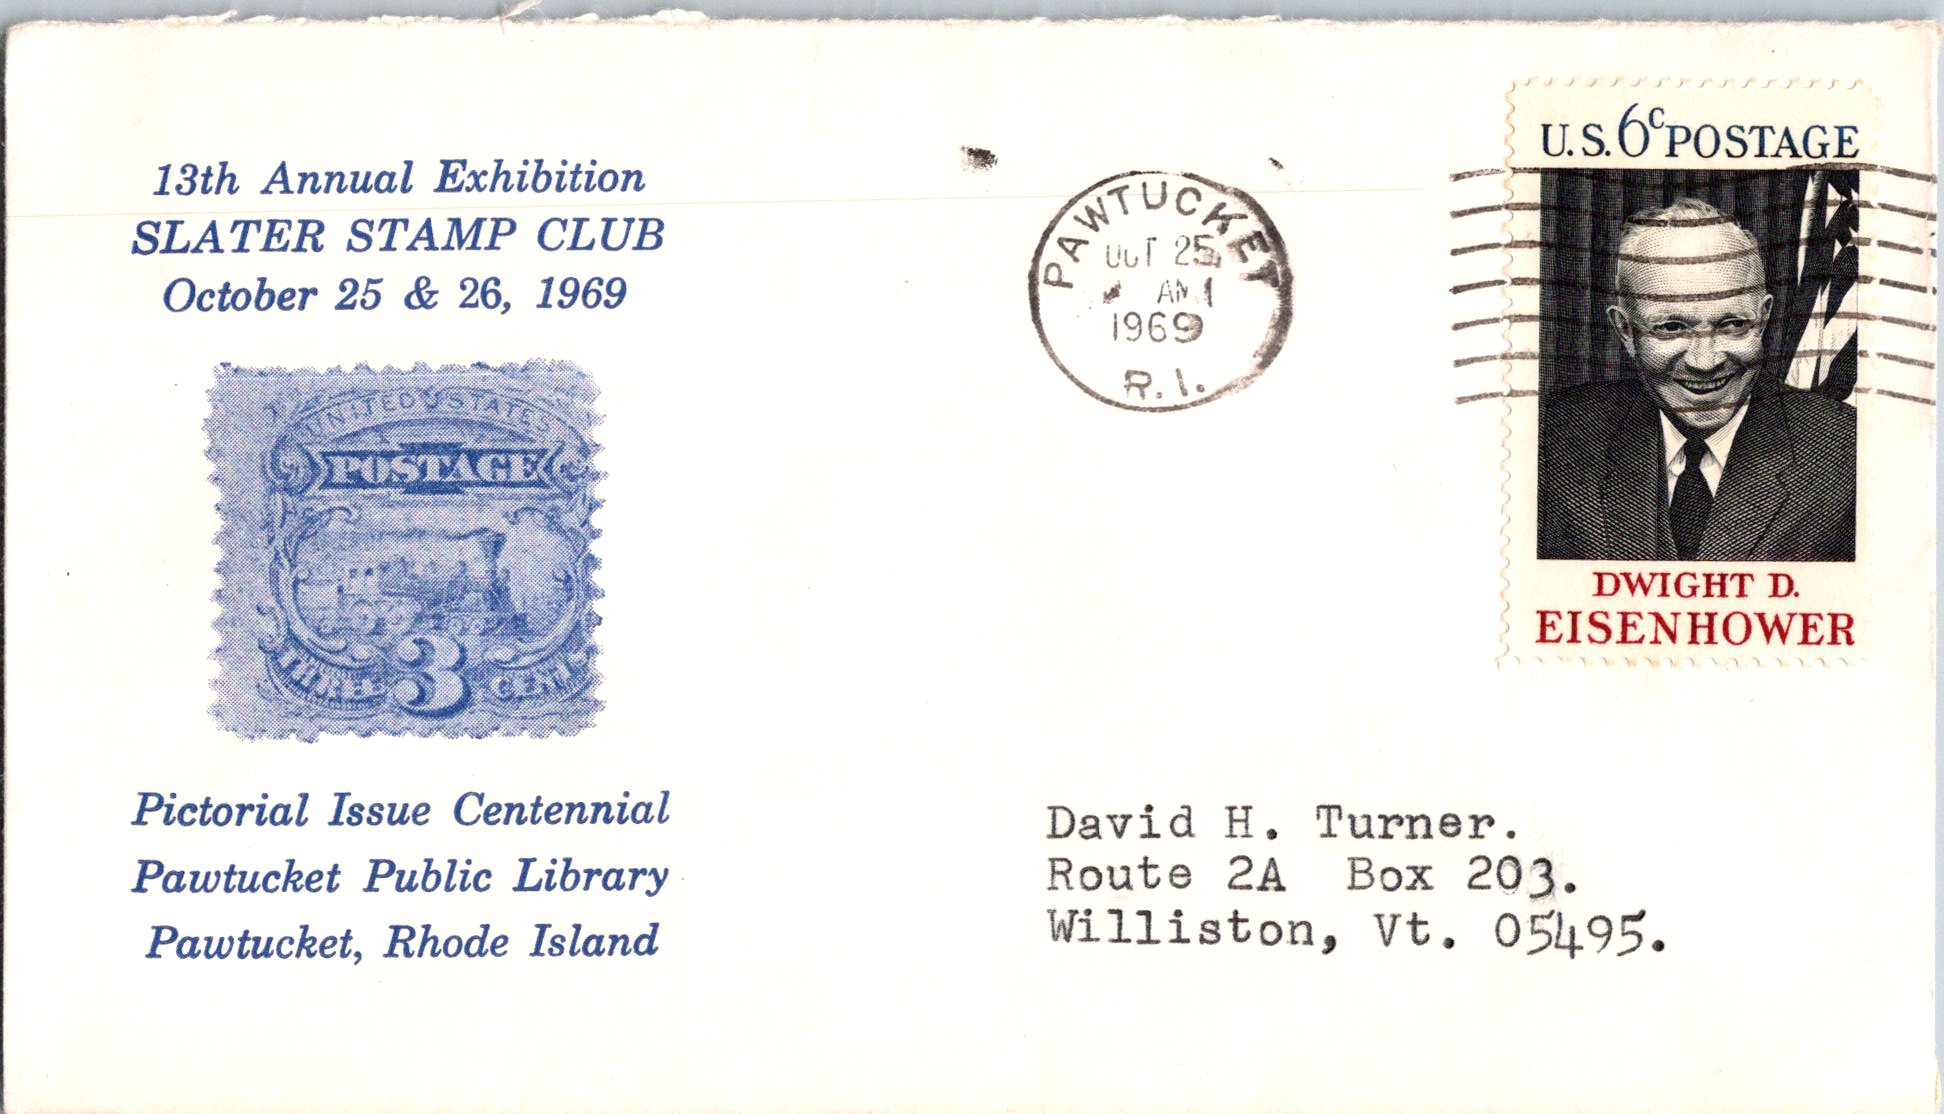 13th Annual Exhibition
SLATER STAMP CLUB
October 25 & 26, 1969
UNITED STATES
POSTAGE
THREE 3 CENTS
Pictorial Issue Centennial
Pawtucket Public Library
Pawtucket, Rhode Island
PAWTUCKET
OCT 25
AM
1969
R.I.
U.S. 6c POSTAGE
DWIGHT D.
EISENHOWER
David H. Turner.
Route 2A Box 203.
Williston, Vt. 05495.